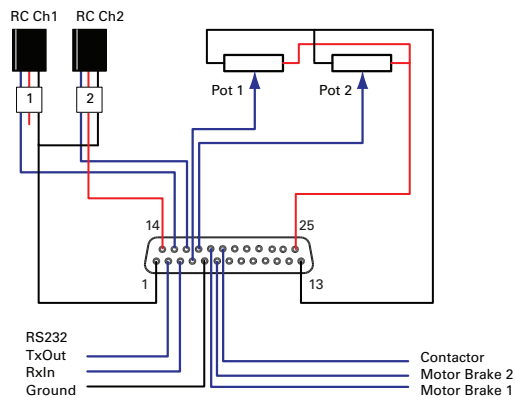 RC Ch1 RC Ch2
1 2
Pot 1 Pot 2
14 25
1 13
RS232
TxOut
RxIn
Ground
Contactor
Motor Brake 2
Motor Brake 1